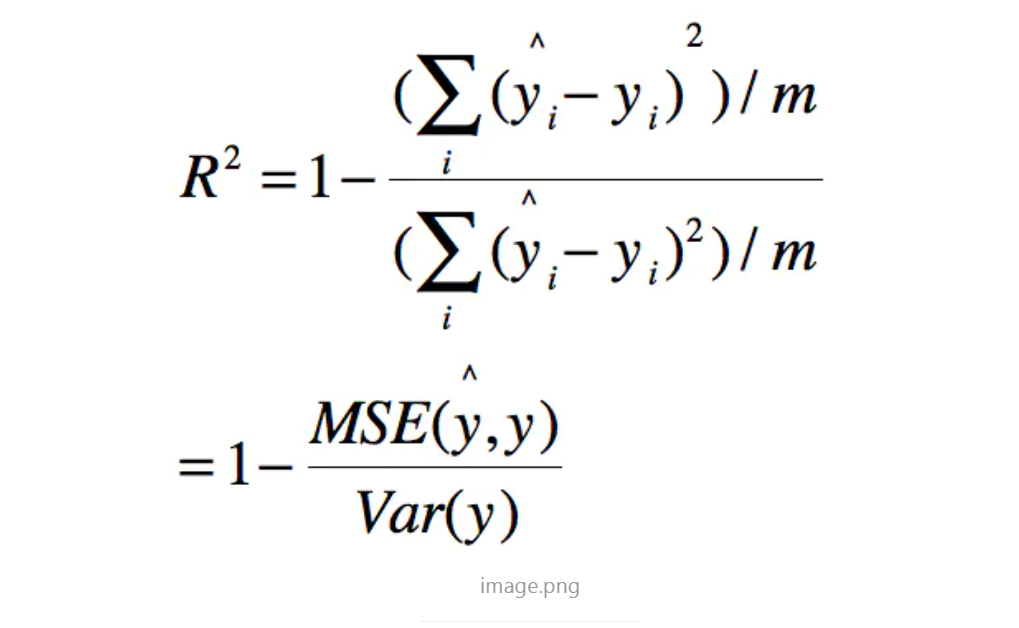 R² = 1 − ((∑ᵢ(ŷᵢ − yᵢ)²)/m) / ((∑ᵢ(ŷᵢ − yᵢ)²)/m)
= 1 − MSE(ŷ, y) / Var(y)
image.png